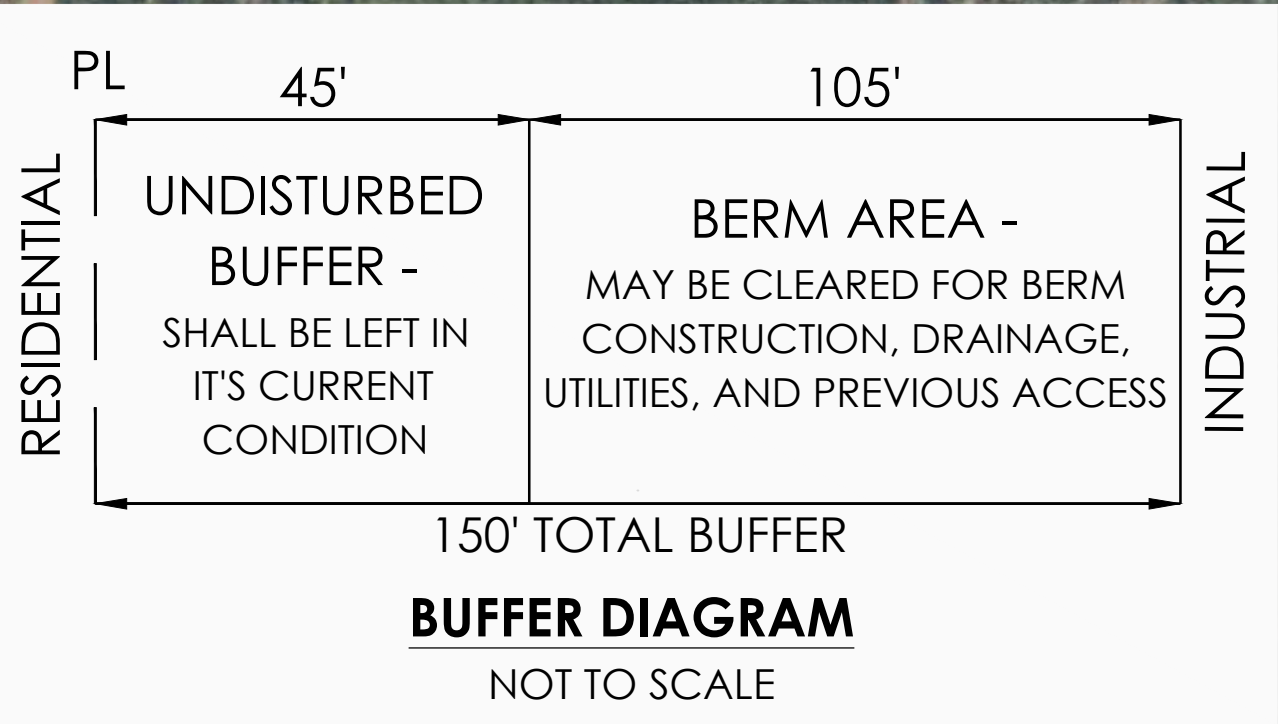 PL
45'
105'
RESIDENTIAL
UNDISTURBED
BUFFER -
SHALL BE LEFT IN
IT'S CURRENT
CONDITION
BERM AREA -
MAY BE CLEARED FOR BERM
CONSTRUCTION, DRAINAGE,
UTILITIES, AND PREVIOUS ACCESS
INDUSTRIAL
150' TOTAL BUFFER
BUFFER DIAGRAM
NOT TO SCALE